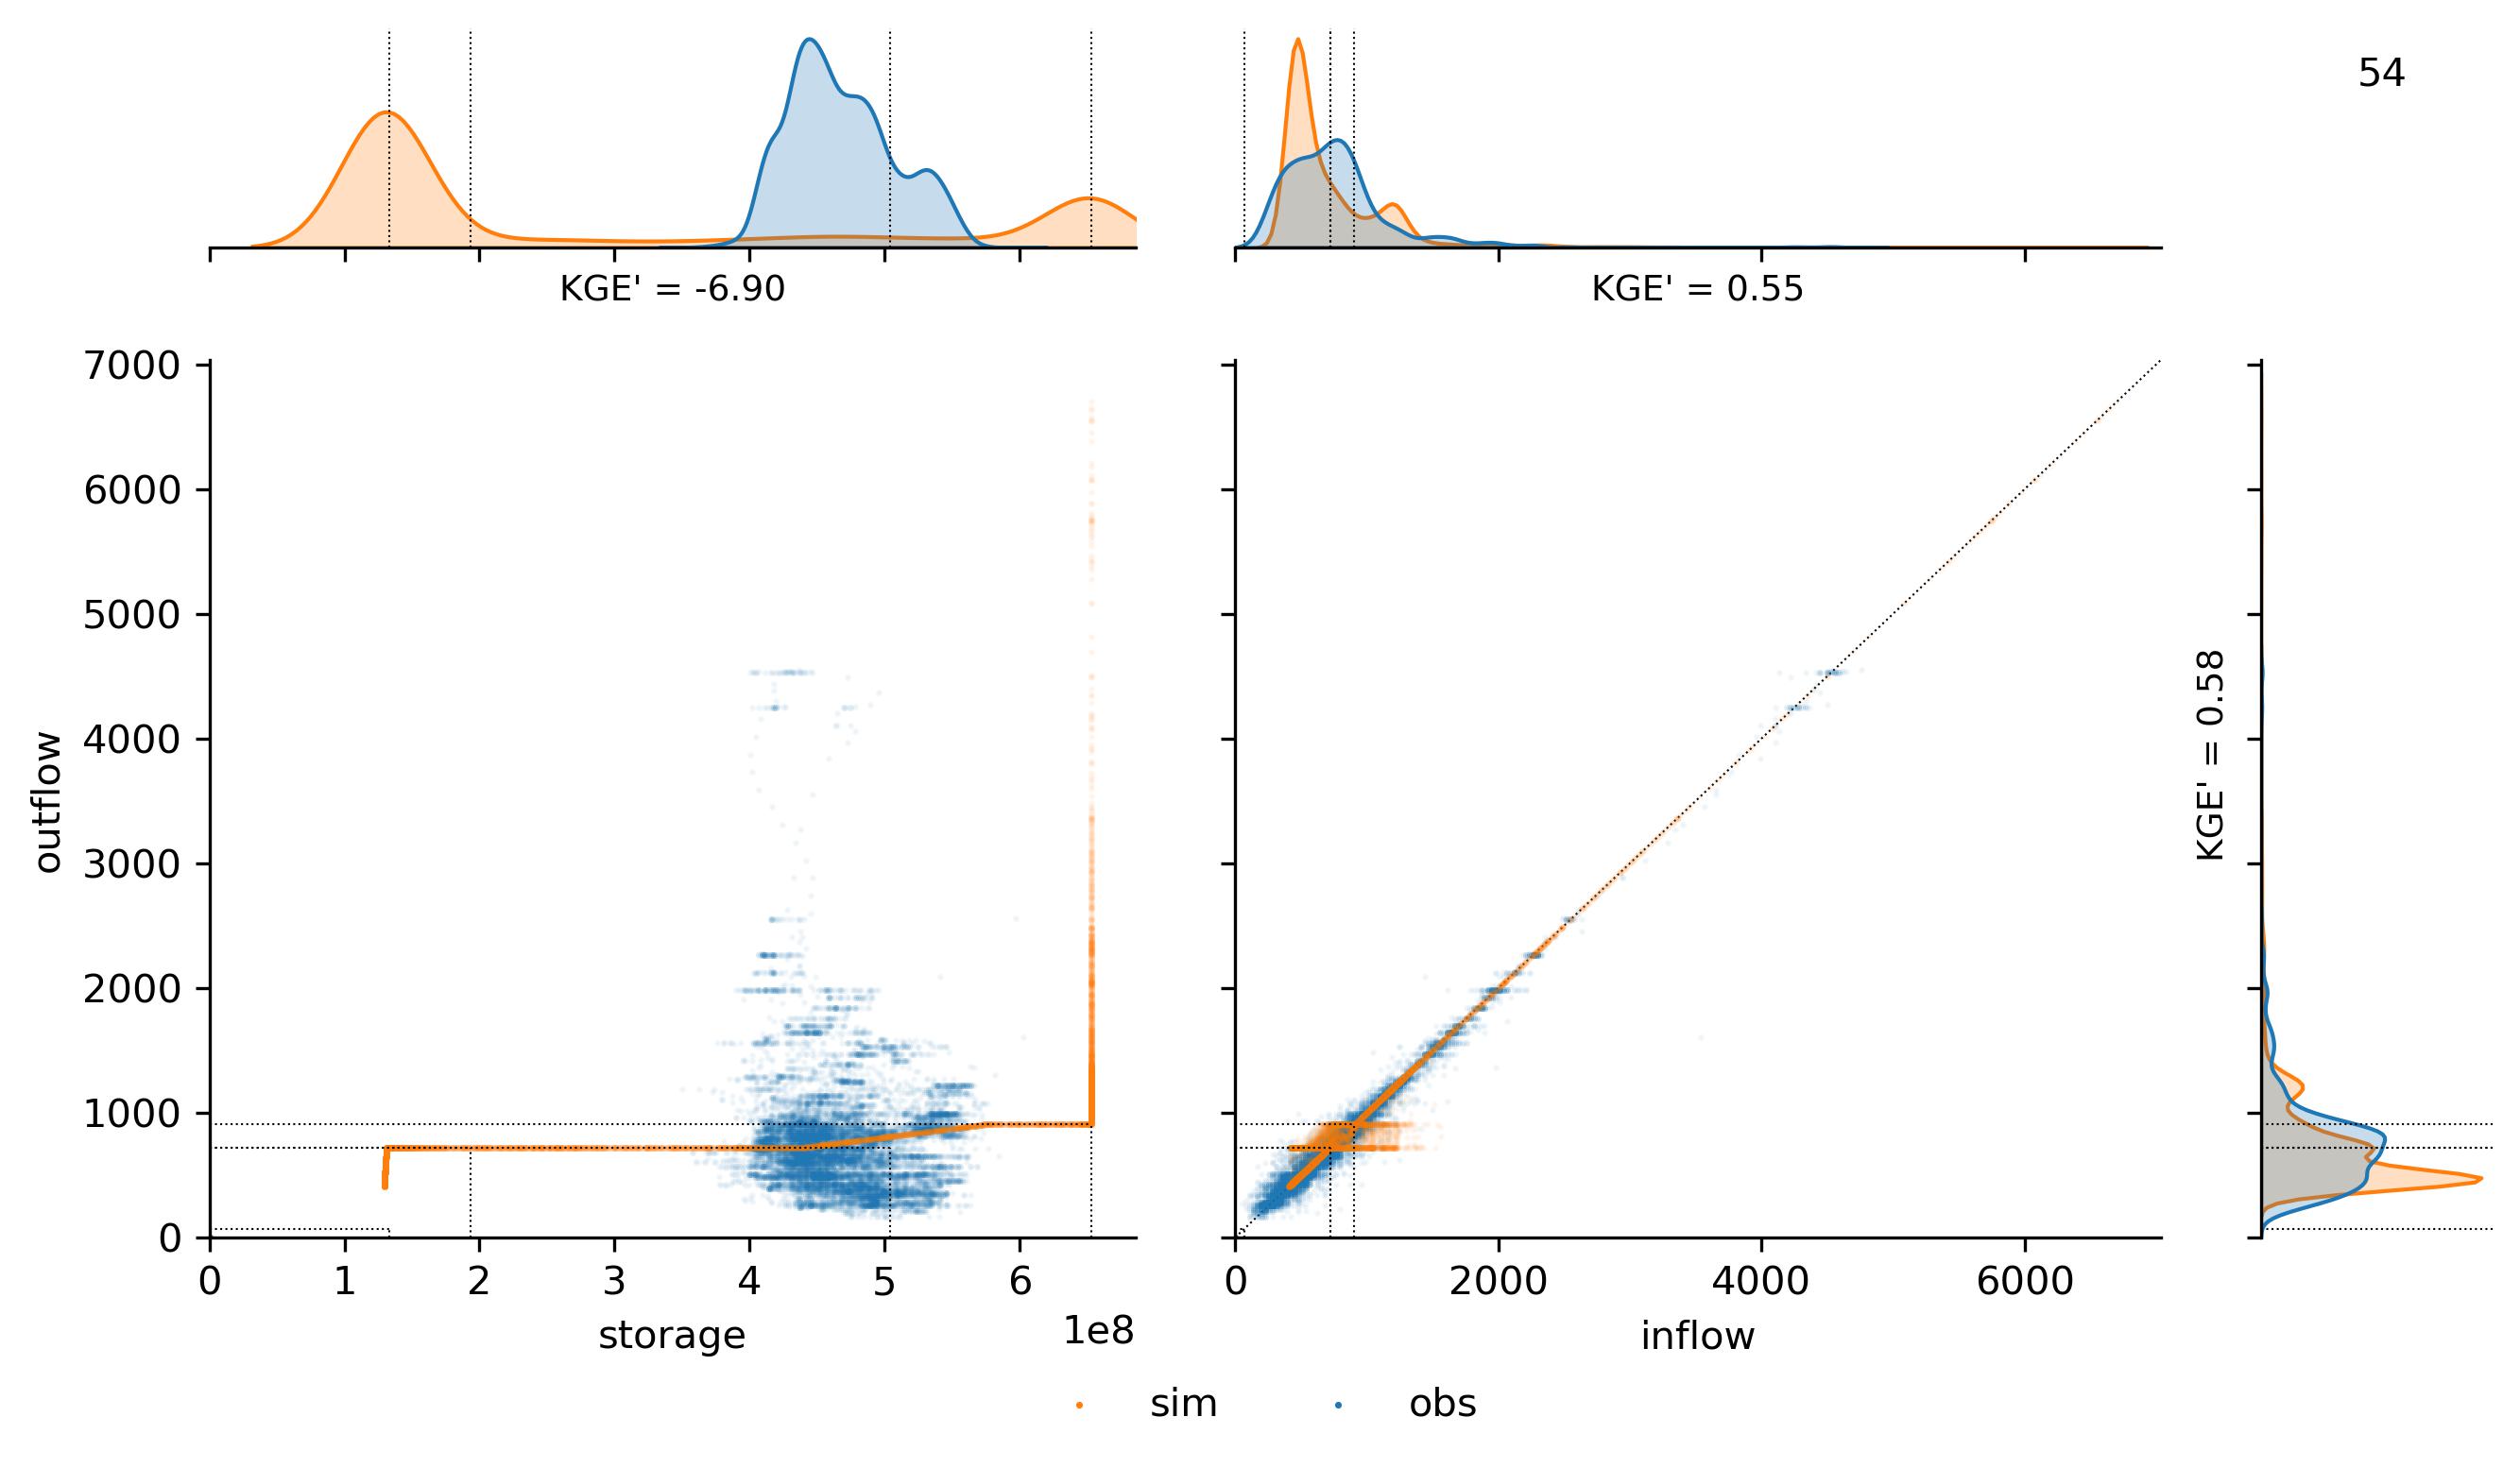 54
KGE' = -6.90
KGE' = 0.55
7000
6000
5000
4000
3000
2000
1000
0
outflow
KGE' = 0.58
0 1 2 3 4 5 6
1e8
storage
0 2000 4000 6000
inflow
sim obs